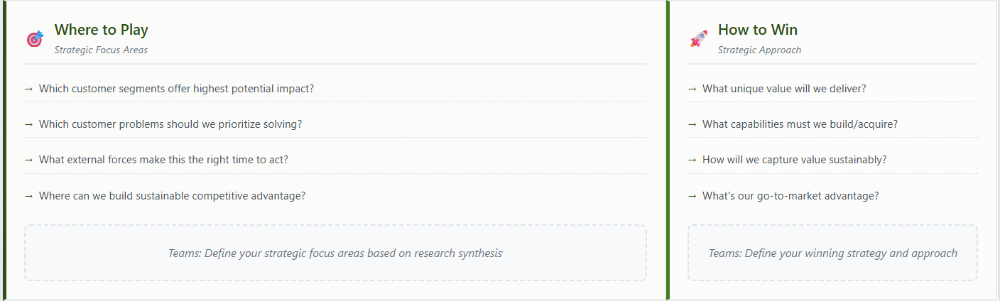 Where to Play
Strategic Focus Areas
→ Which customer segments offer highest potential impact?
→ Which customer problems should we prioritize solving?
→ What external forces make this the right time to act?
→ Where can we build sustainable competitive advantage?
Teams: Define your strategic focus areas based on research synthesis
How to Win
Strategic Approach
→ What unique value will we deliver?
→ What capabilities must we build/acquire?
→ How will we capture value sustainably?
→ What's our go-to-market advantage?
Teams: Define your winning strategy and approach